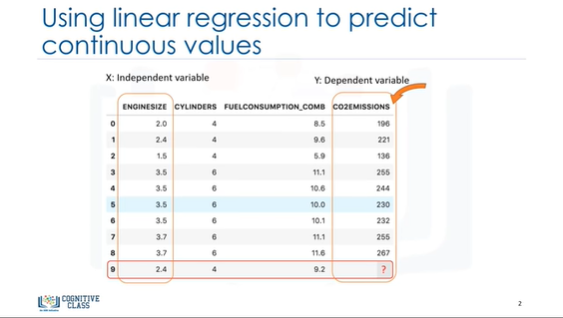 Using linear regression to predict
continuous values
X: Independent variable
Y: Dependent variable
ENGINESIZE CYLINDERS FUELCONSUMPTION_COMB CO2EMISSIONS
0 2.0 4 8.5 196
1 2.4 4 9.6 221
2 1.5 4 5.9 136
3 3.5 6 11.1 255
4 3.5 6 10.6 244
5 3.5 6 10.0 230
6 3.5 6 10.1 232
7 3.7 6 11.1 255
8 3.7 6 11.6 267
9 2.4 4 9.2 ?
COGNITIVE
CLASS
2